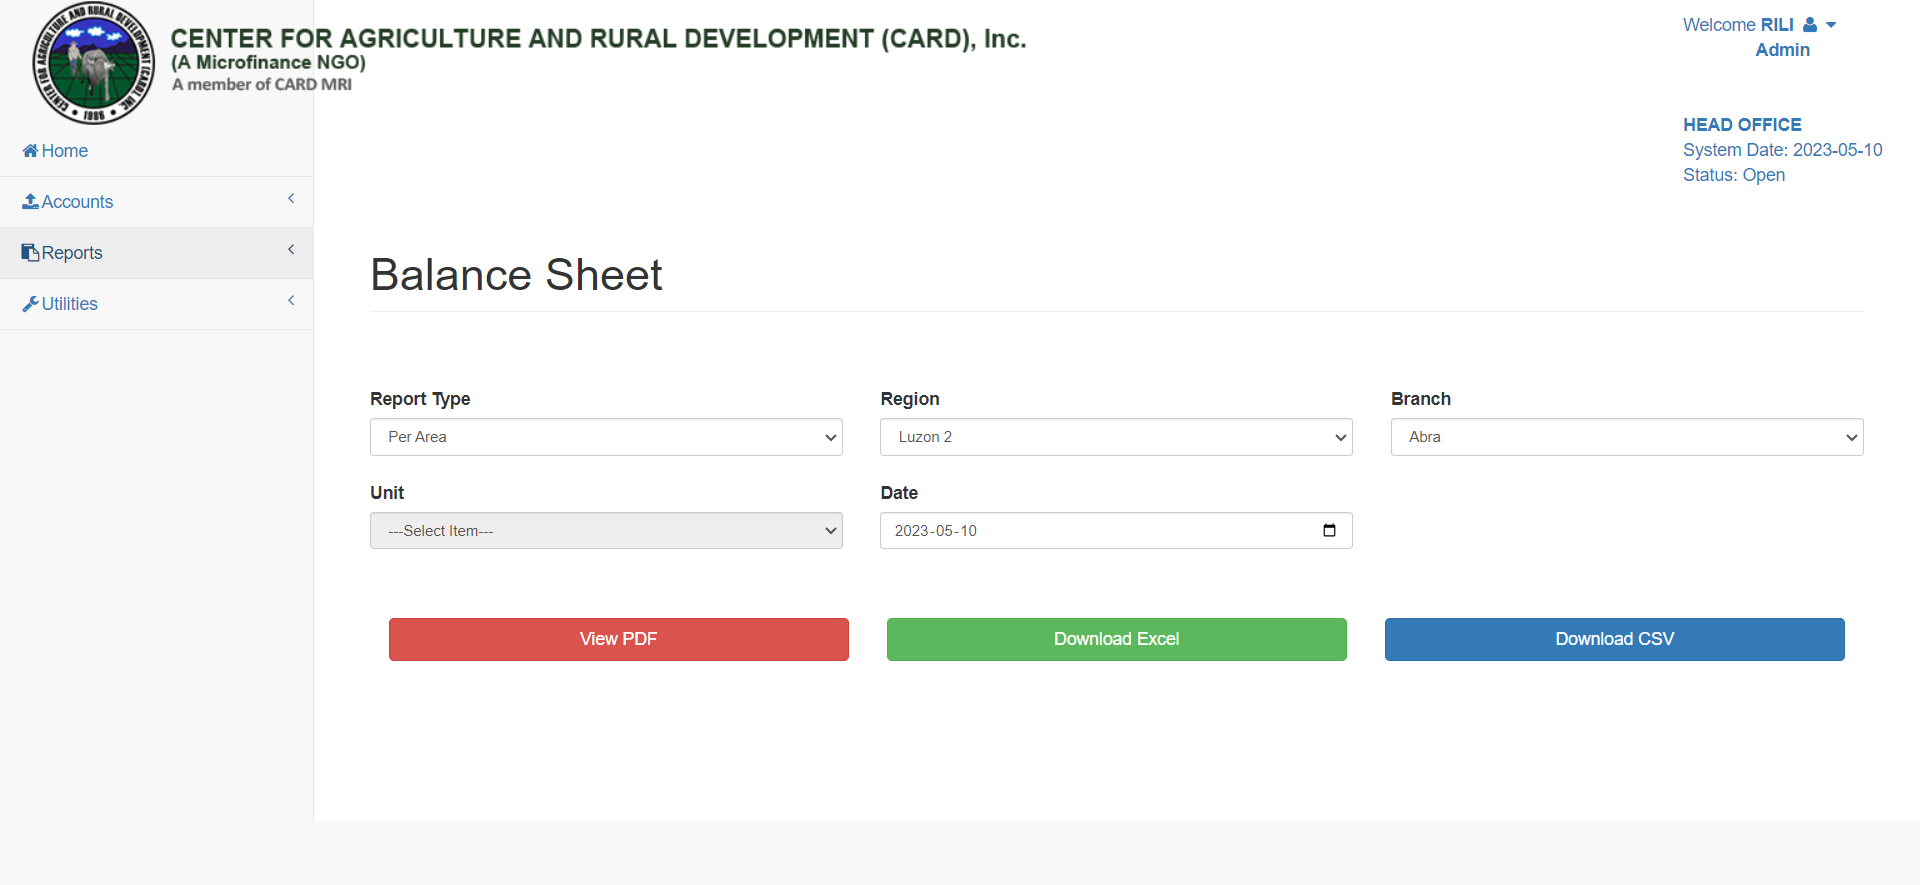 CENTER FOR AGRICULTURE AND RURAL DEVELOPMENT (CARD), INC.
1986
CENTER FOR AGRICULTURE AND RURAL DEVELOPMENT (CARD), Inc.
(A Microfinance NGO)
A member of CARD MRI
Welcome RILI
Admin
HEAD OFFICE
System Date: 2023-05-10
Status: Open
Home
Accounts
Reports
Utilities
Balance Sheet
Report Type
Region
Branch
Per Area
Luzon 2
Abra
Unit
Date
---Select Item---
2023-05-10
View PDF
Download Excel
Download CSV